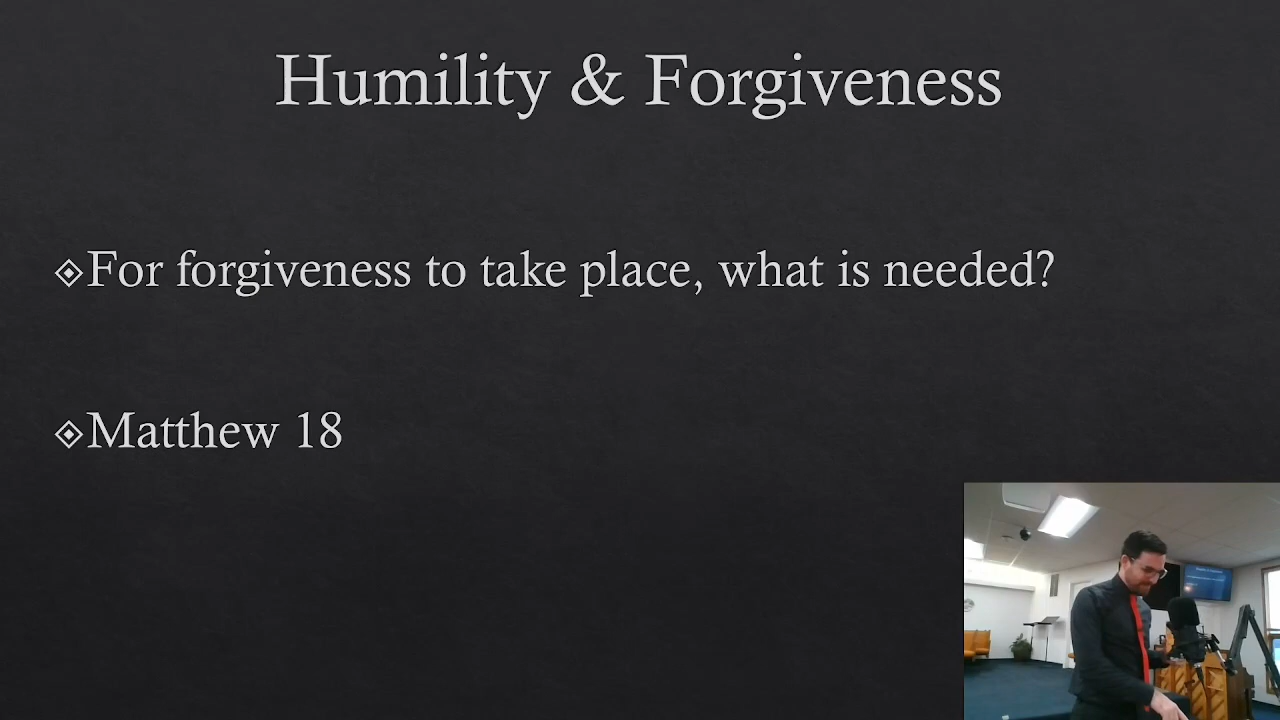 Humility & Forgiveness
For forgiveness to take place, what is needed?
Matthew 18